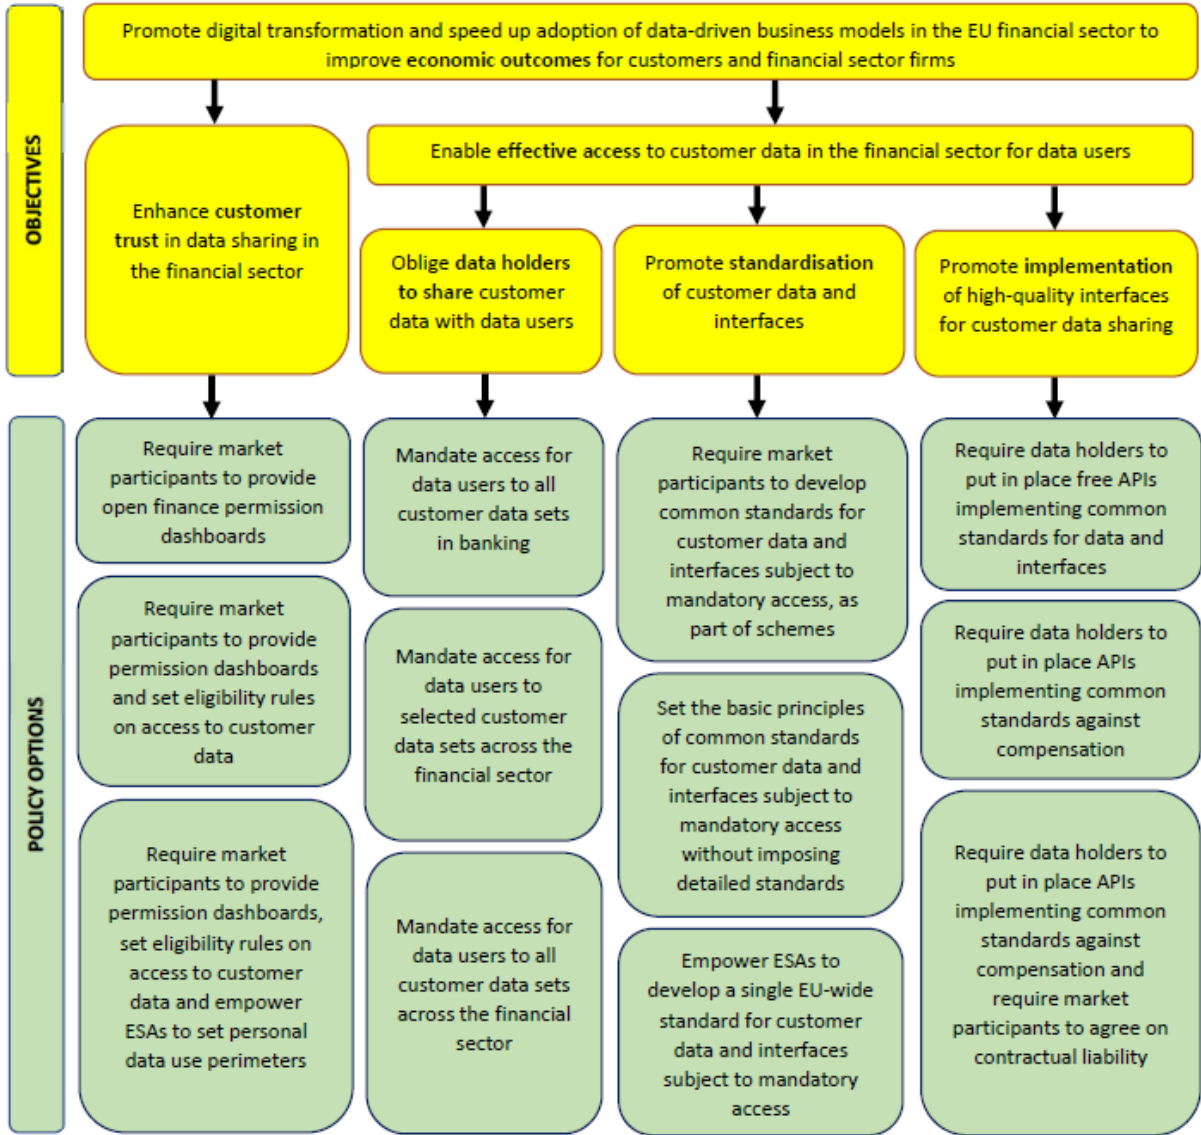 OBJECTIVES
Promote digital transformation and speed up adoption of data-driven business models in the EU financial sector to
improve economic outcomes for customers and financial sector firms
Enhance customer
trust in data sharing in
the financial sector
Enable effective access to customer data in the financial sector for data users
Oblige data holders
to share customer
data with data users
Promote standardisation
of customer data and
interfaces
Promote implementation
of high-quality interfaces
for customer data sharing
POLICY OPTIONS
Require market
participants to provide
open finance permission
dashboards
Require market
participants to provide
permission dashboards
and set eligibility rules
on access to customer
data
Require market
participants to provide
permission dashboards,
set eligibility rules on
access to customer
data and empower
ESAs to set personal
data use perimeters
Mandate access for
data users to all
customer data sets
in banking
Mandate access for
data users to
selected customer
data sets across the
financial sector
Mandate access for
data users to all
customer data sets
across the financial
sector
Require market
participants to develop
common standards for
customer data and
interfaces subject to
mandatory access, as
part of schemes
Set the basic principles
of common standards
for customer data and
interfaces subject to
mandatory access
without imposing
detailed standards
Empower ESAs to
develop a single EU-wide
standard for customer
data and interfaces
subject to mandatory
access
Require data holders to
put in place free APIs
implementing common
standards for data and
interfaces
Require data holders to
put in place APIs
implementing common
standards against
compensation
Require data holders to
put in place APIs
implementing common
standards against
compensation and
require market
participants to agree on
contractual liability